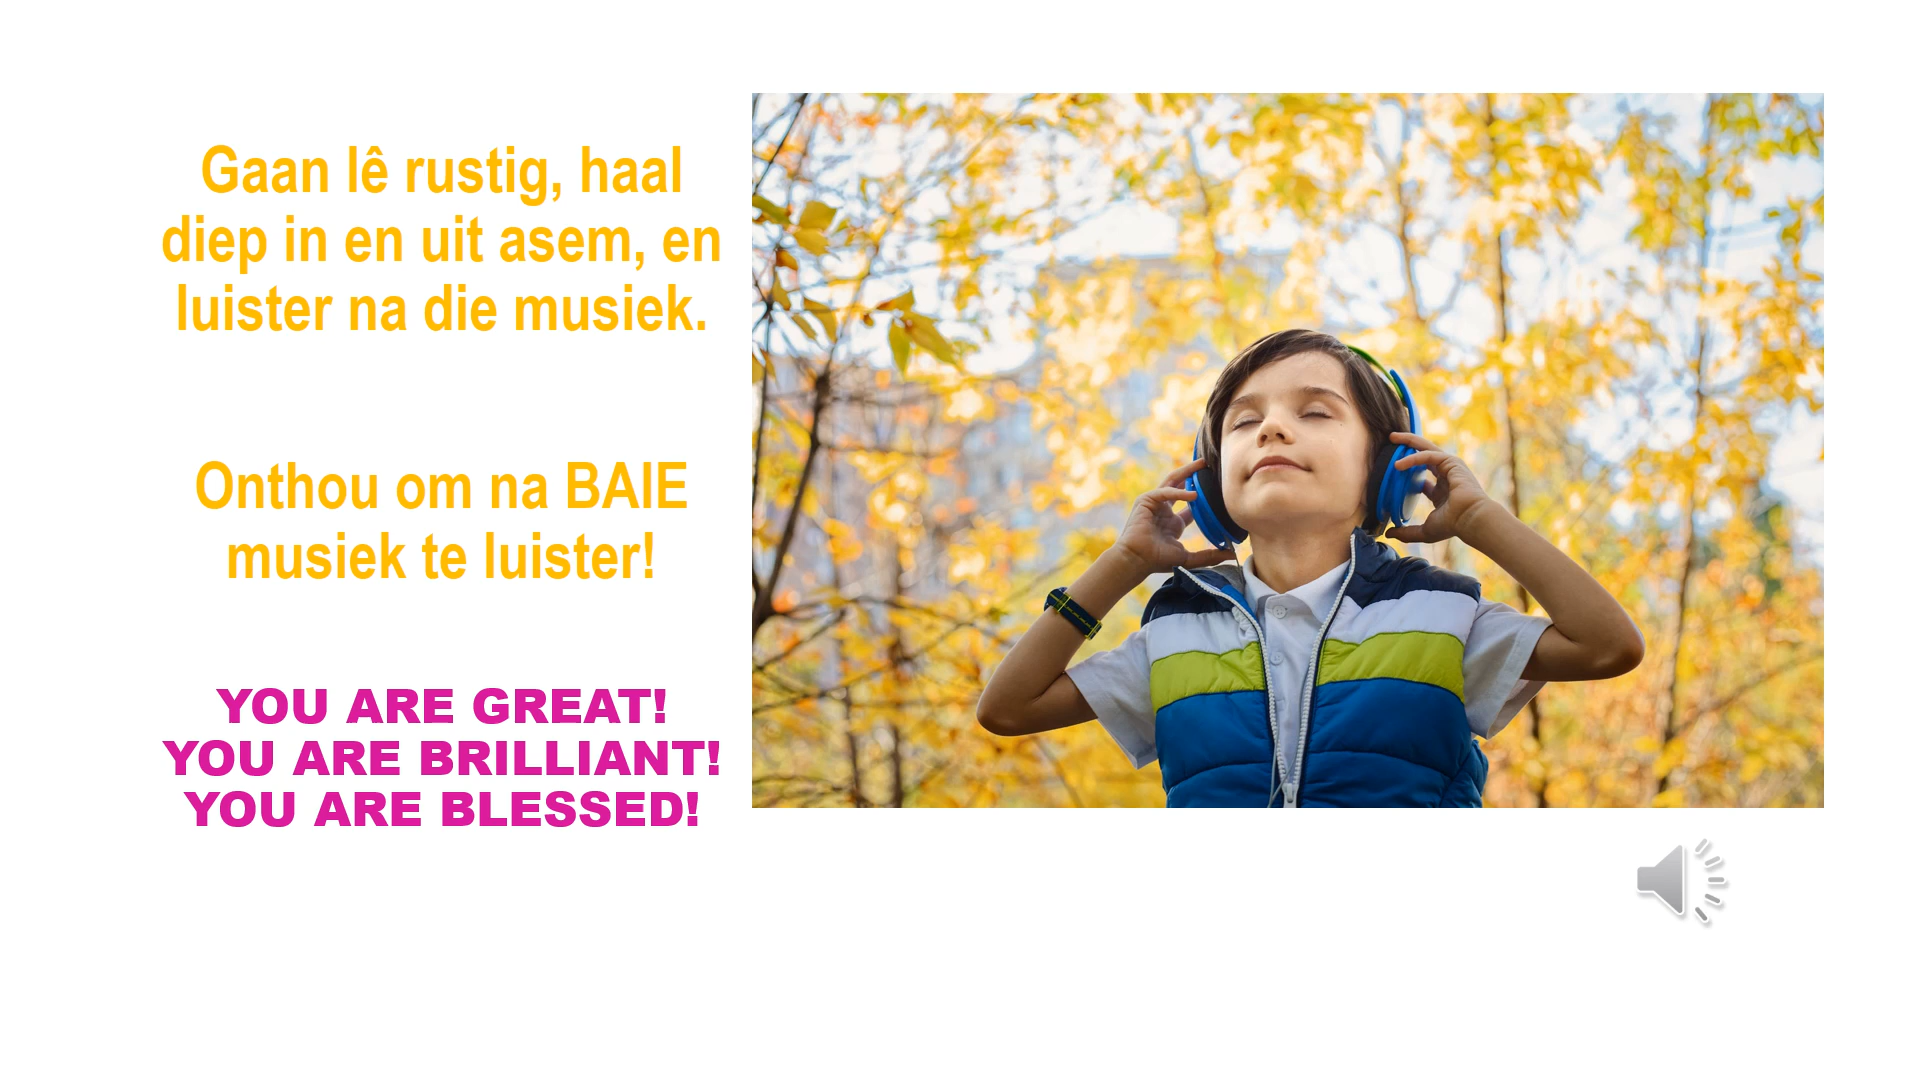 Gaan lê rustig, haal
diep in en uit asem, en
luister na die musiek.
Onthou om na BAIE
musiek te luister!
YOU ARE GREAT!
YOU ARE BRILLIANT!
YOU ARE BLESSED!